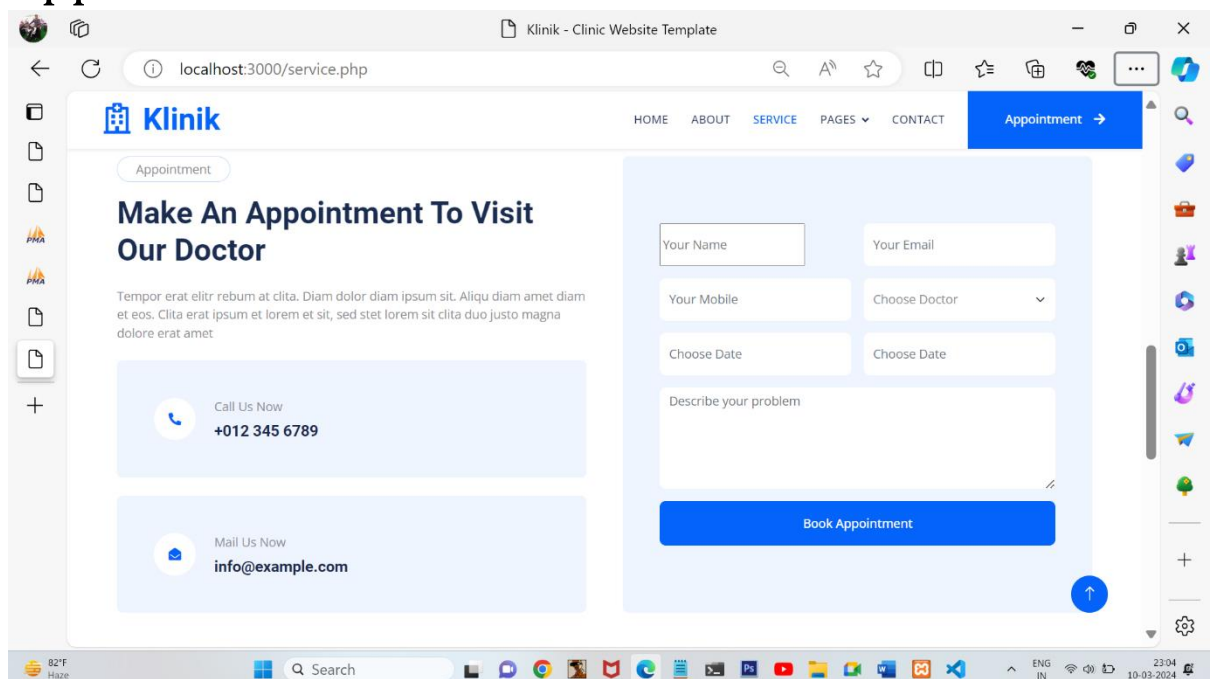 Klinik - Clinic Website Template
localhost:3000/service.php
Klinik
HOME ABOUT SERVICE PAGES CONTACT Appointment →
Appointment
Make An Appointment To Visit
Our Doctor
Tempor erat elitr rebum at clita. Diam dolor diam ipsum sit. Aliqu diam amet diam
et eos. Clita erat ipsum et lorem et sit, sed stet lorem sit clita duo justo magna
dolore erat amet
Call Us Now
+012 345 6789
Mail Us Now
info@example.com
Your Name Your Email
Your Mobile Choose Doctor
Choose Date Choose Date
Describe your problem
Book Appointment
PMA
PMA
82°F
Haze
Search
Ps
ENG
IN
23:04
10-03-2024